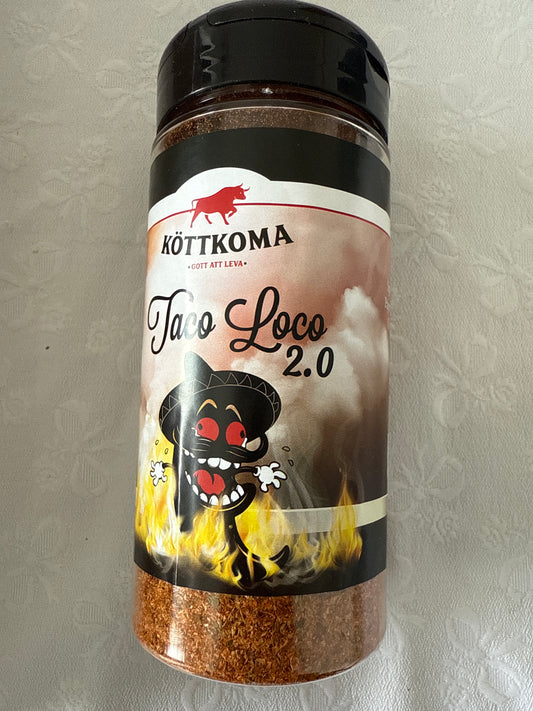 KÖTTKOMA
•GOTT ATT LEVA•
Taco Loco
2.0